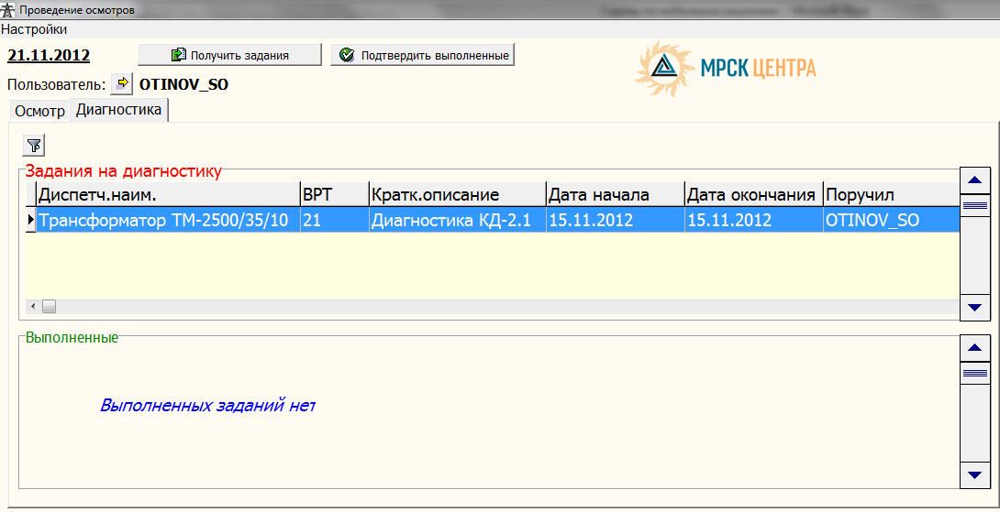 Проведение осмотров
Настройки
21.11.2012 Получить задания Подтвердить выполненные
МРСК ЦЕНТРА
Пользователь: OTINOV_SO
Осмотр Диагностика
Задания на диагностику
Диспетч.наим. ВРТ Кратк.описание Дата начала Дата окончания Поручил
Трансформатор ТМ-2500/35/10 21 Диагностика КД-2.1 15.11.2012 15.11.2012 OTINOV_SO
Выполненные
Выполненных заданий нет